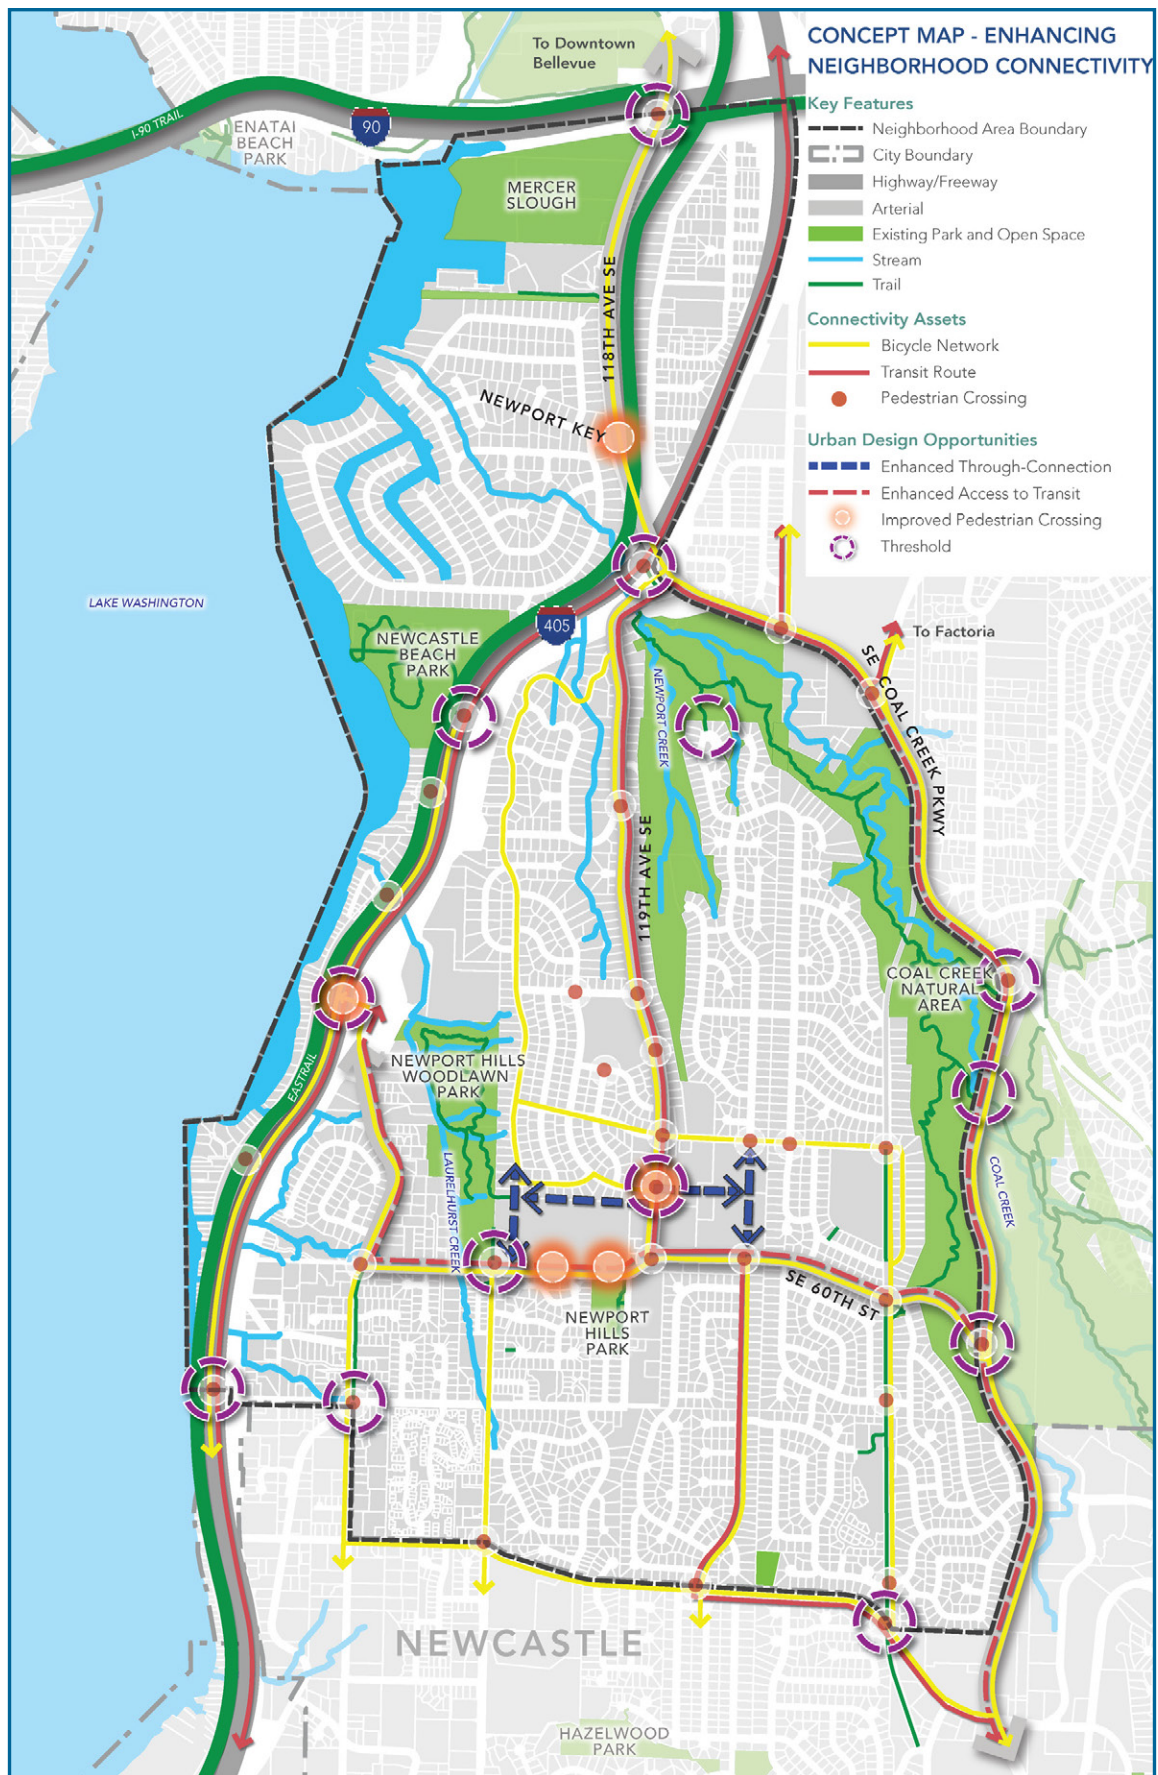 CONCEPT MAP - ENHANCING
NEIGHBORHOOD CONNECTIVITY
Key Features
Neighborhood Area Boundary
City Boundary
Highway/Freeway
Arterial
Existing Park and Open Space
Stream
Trail
Connectivity Assets
Bicycle Network
Transit Route
Pedestrian Crossing
Urban Design Opportunities
Enhanced Through-Connection
Enhanced Access to Transit
Improved Pedestrian Crossing
Threshold
To Downtown
Bellevue
I-90 TRAIL
90
ENATAI
BEACH
PARK
MERCER
SLOUGH
118TH AVE SE
NEWPORT KEY
LAKE WASHINGTON
405
NEWCASTLE
BEACH
PARK
To Factoria
SE COAL CREEK PKWY
NEWPORT CREEK
119TH AVE SE
COAL CREEK
NATURAL
AREA
EASTRAIL
NEWPORT HILLS
WOODLAWN
PARK
LAURELHURST CREEK
COAL CREEK
SE 60TH ST
NEWPORT
HILLS
PARK
NEWCASTLE
HAZELWOOD
PARK